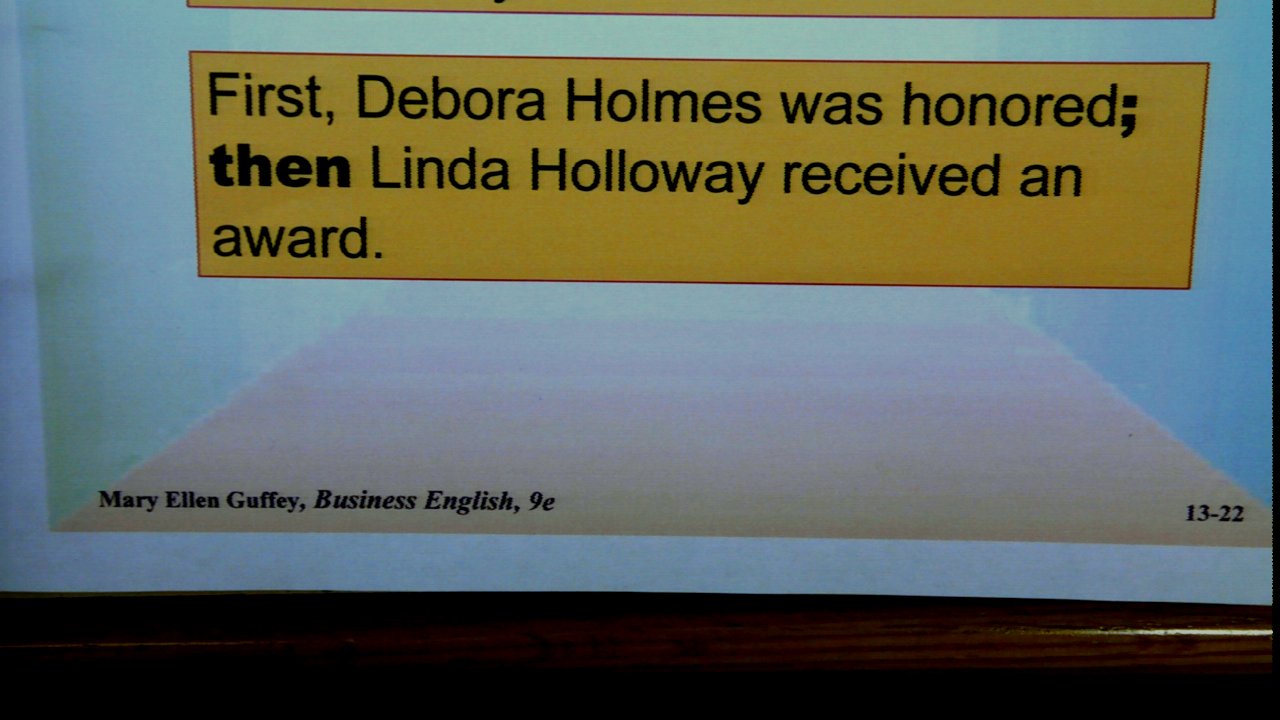 First, Debora Holmes was honored;
then Linda Holloway received an
award.
Mary Ellen Guffey, Business English, 9e
13-22